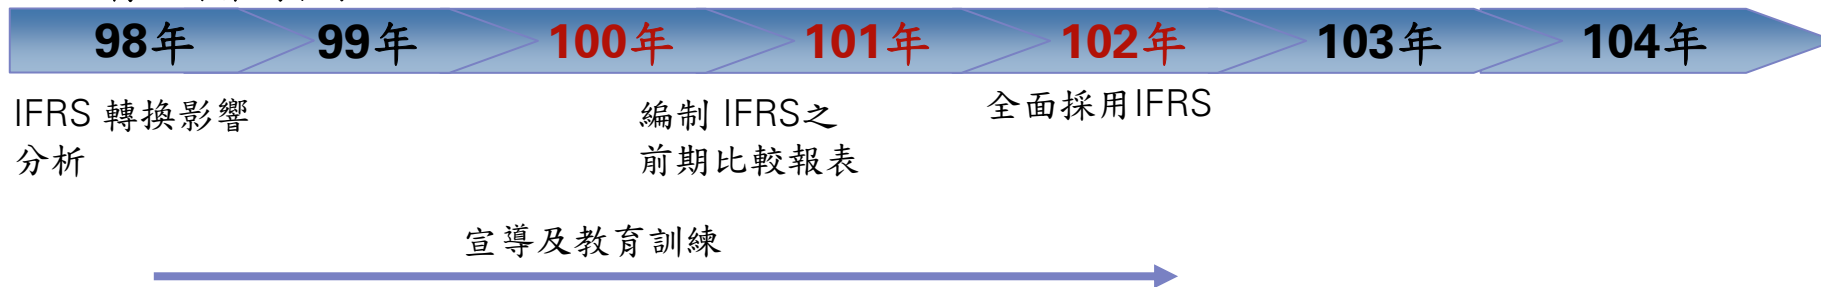 98年 99年 100年 101年 102年 103年 104年
IFRS 轉換影響
分析
編制 IFRS之
前期比較報表
全面採用IFRS
宣導及教育訓練